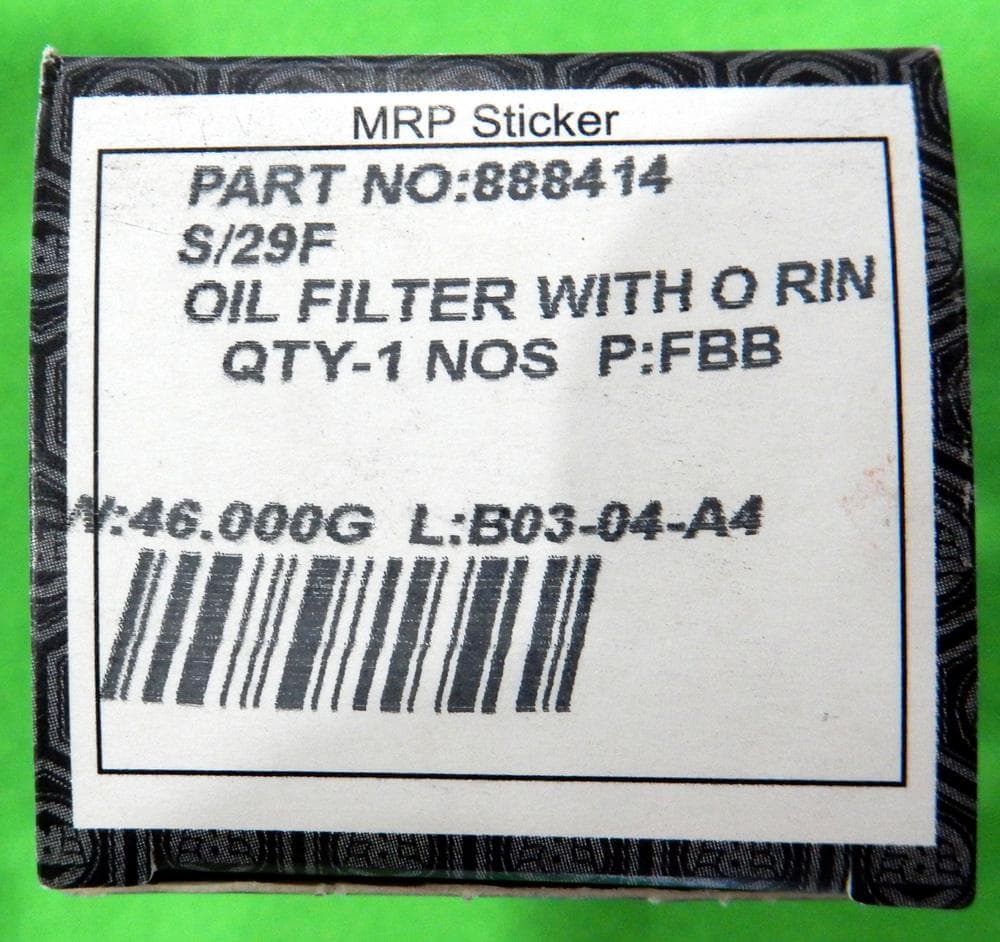 MRP Sticker
PART NO:888414
S/29F
OIL FILTER WITH O RIN
QTY-1 NOS P:FBB
N:46.000G L:B03-04-A4